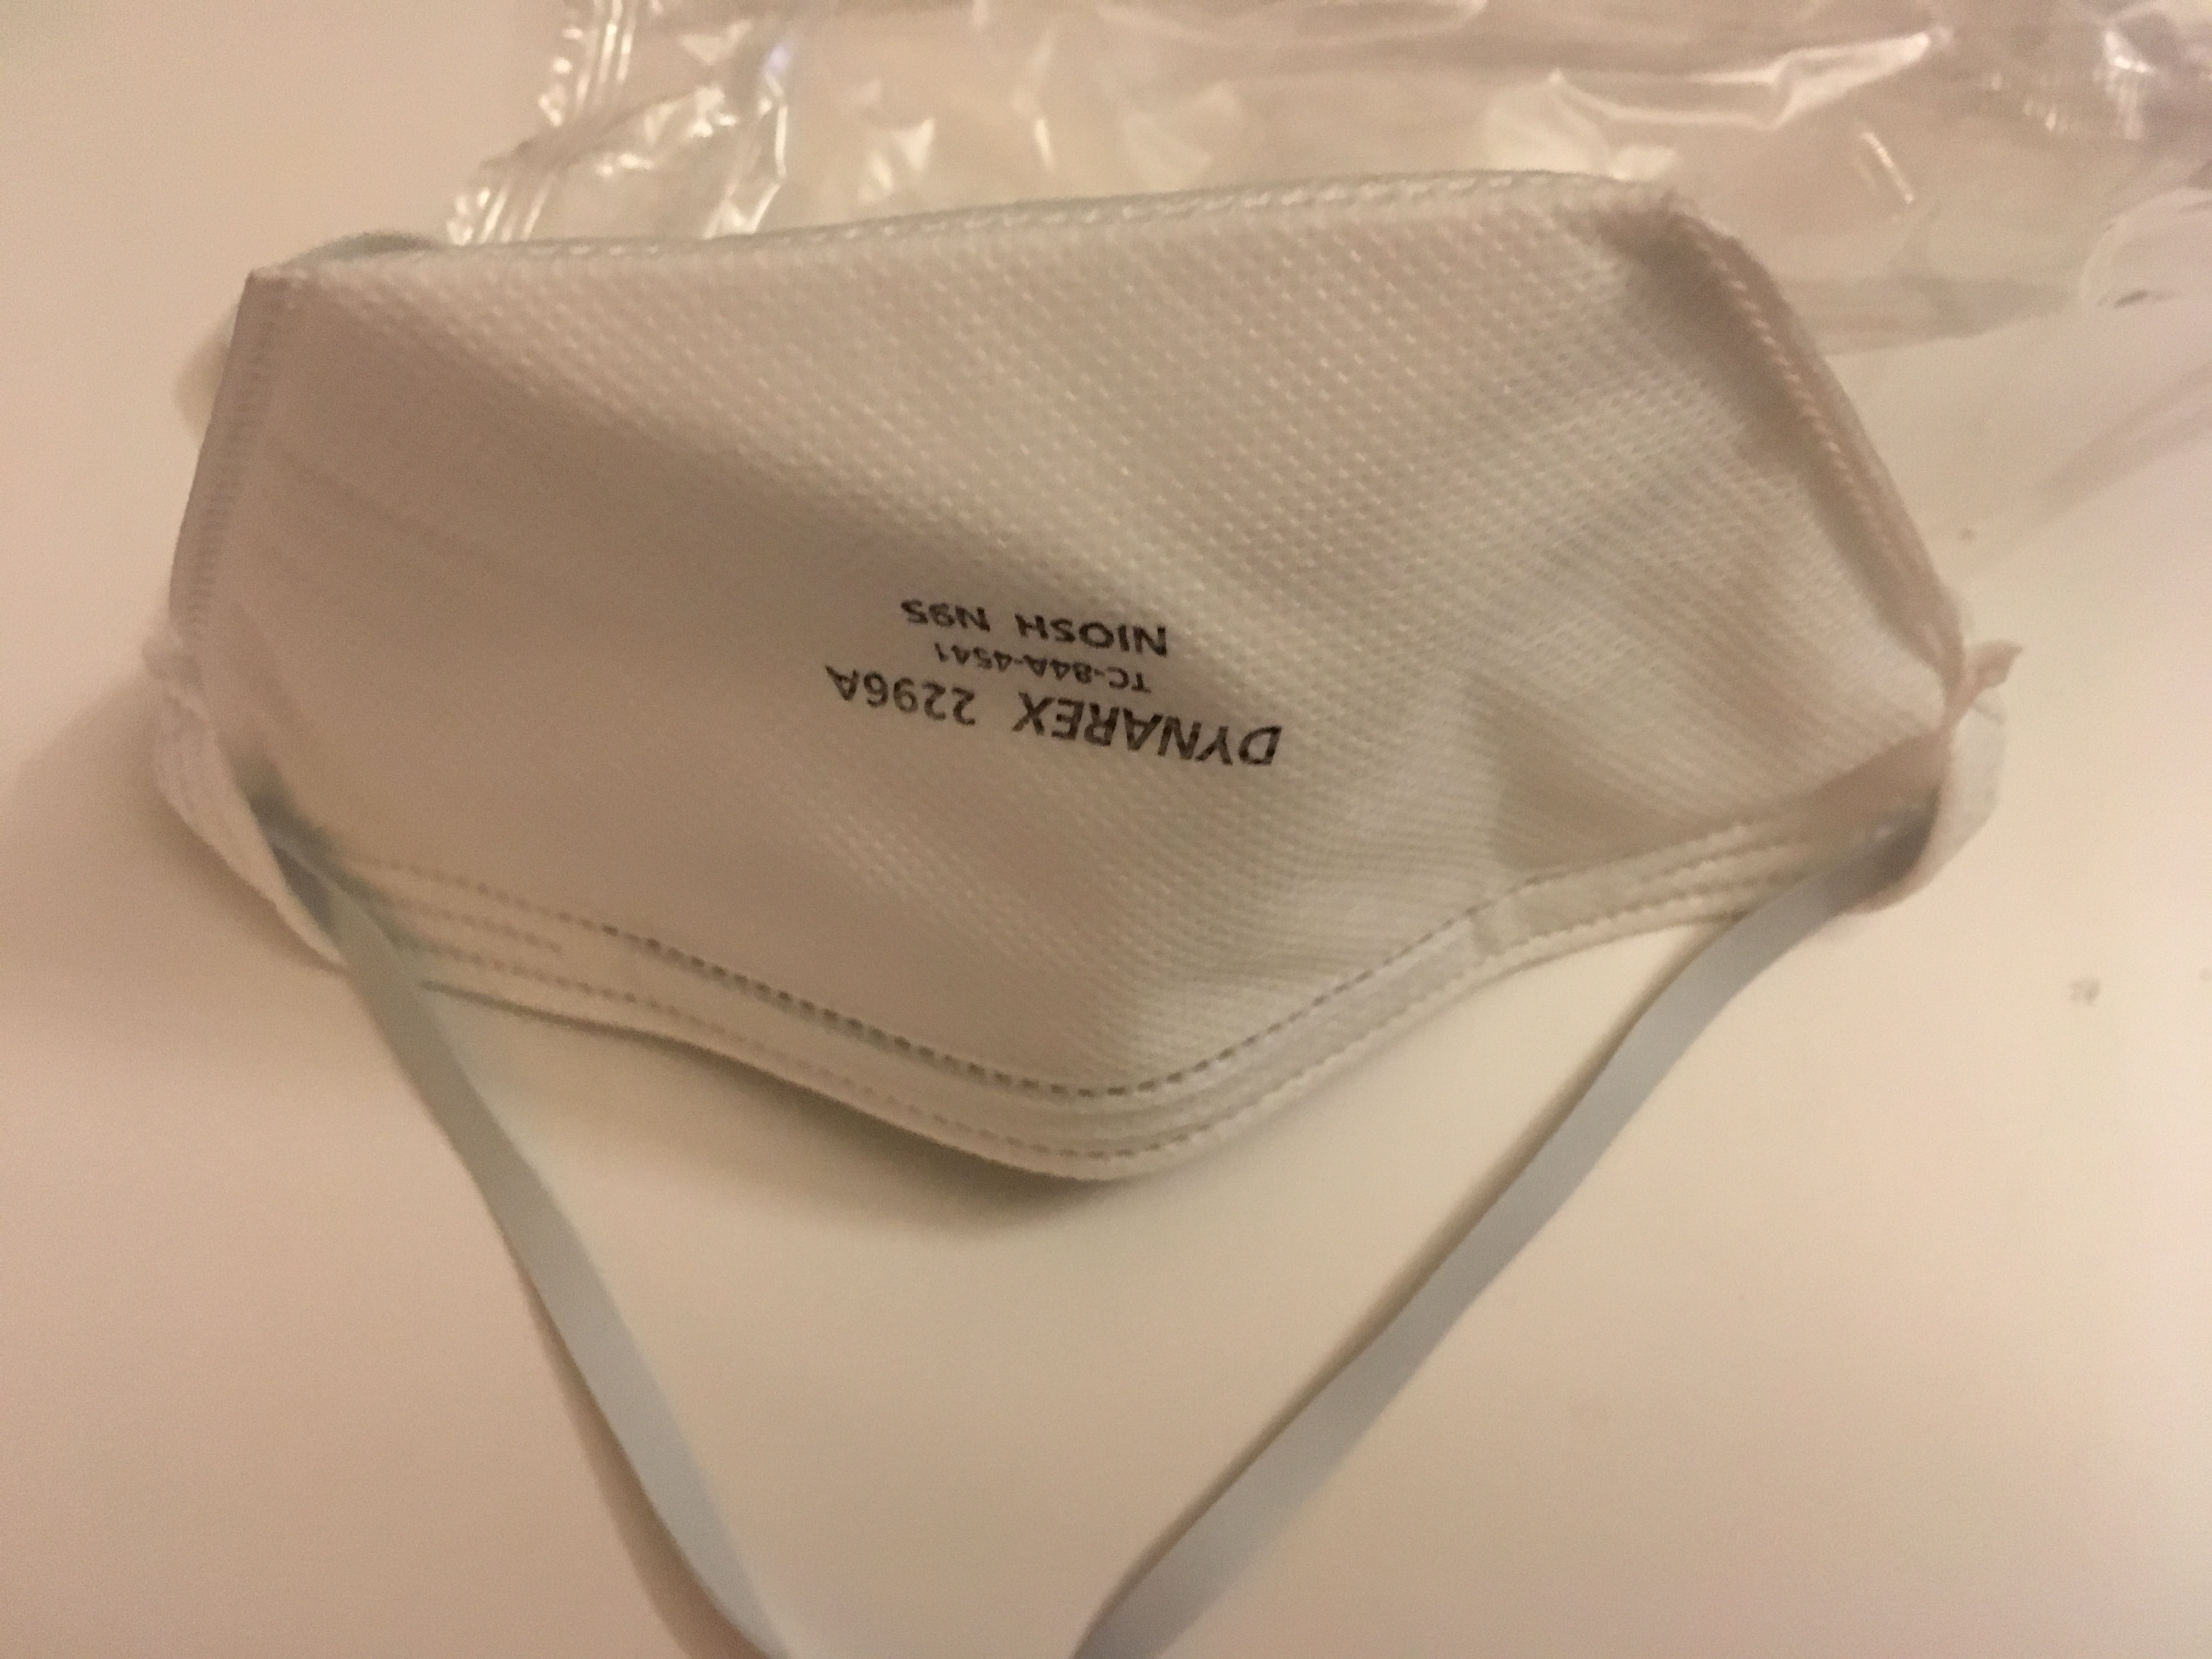 DYNAREX 2296A
TC-84A-4541
NIOSH N95